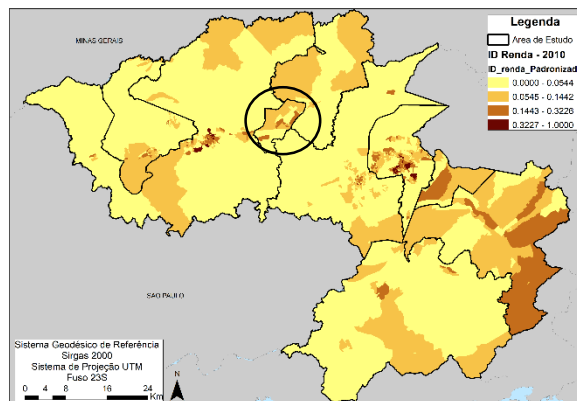 MINAS GERAIS
Legenda
Área de Estudo
ID Renda - 2010
ID_renda_Padronizad
0.0000 - 0.0544
0.0545 - 0.1442
0.1443 - 0.3226
0.3227 - 1.0000
SAO PAULO
Sistema Geodésico de Referência
Sirgas 2000
Sistema de Projeção UTM
Fuso 23S
0 4 8 16 24
Km
N